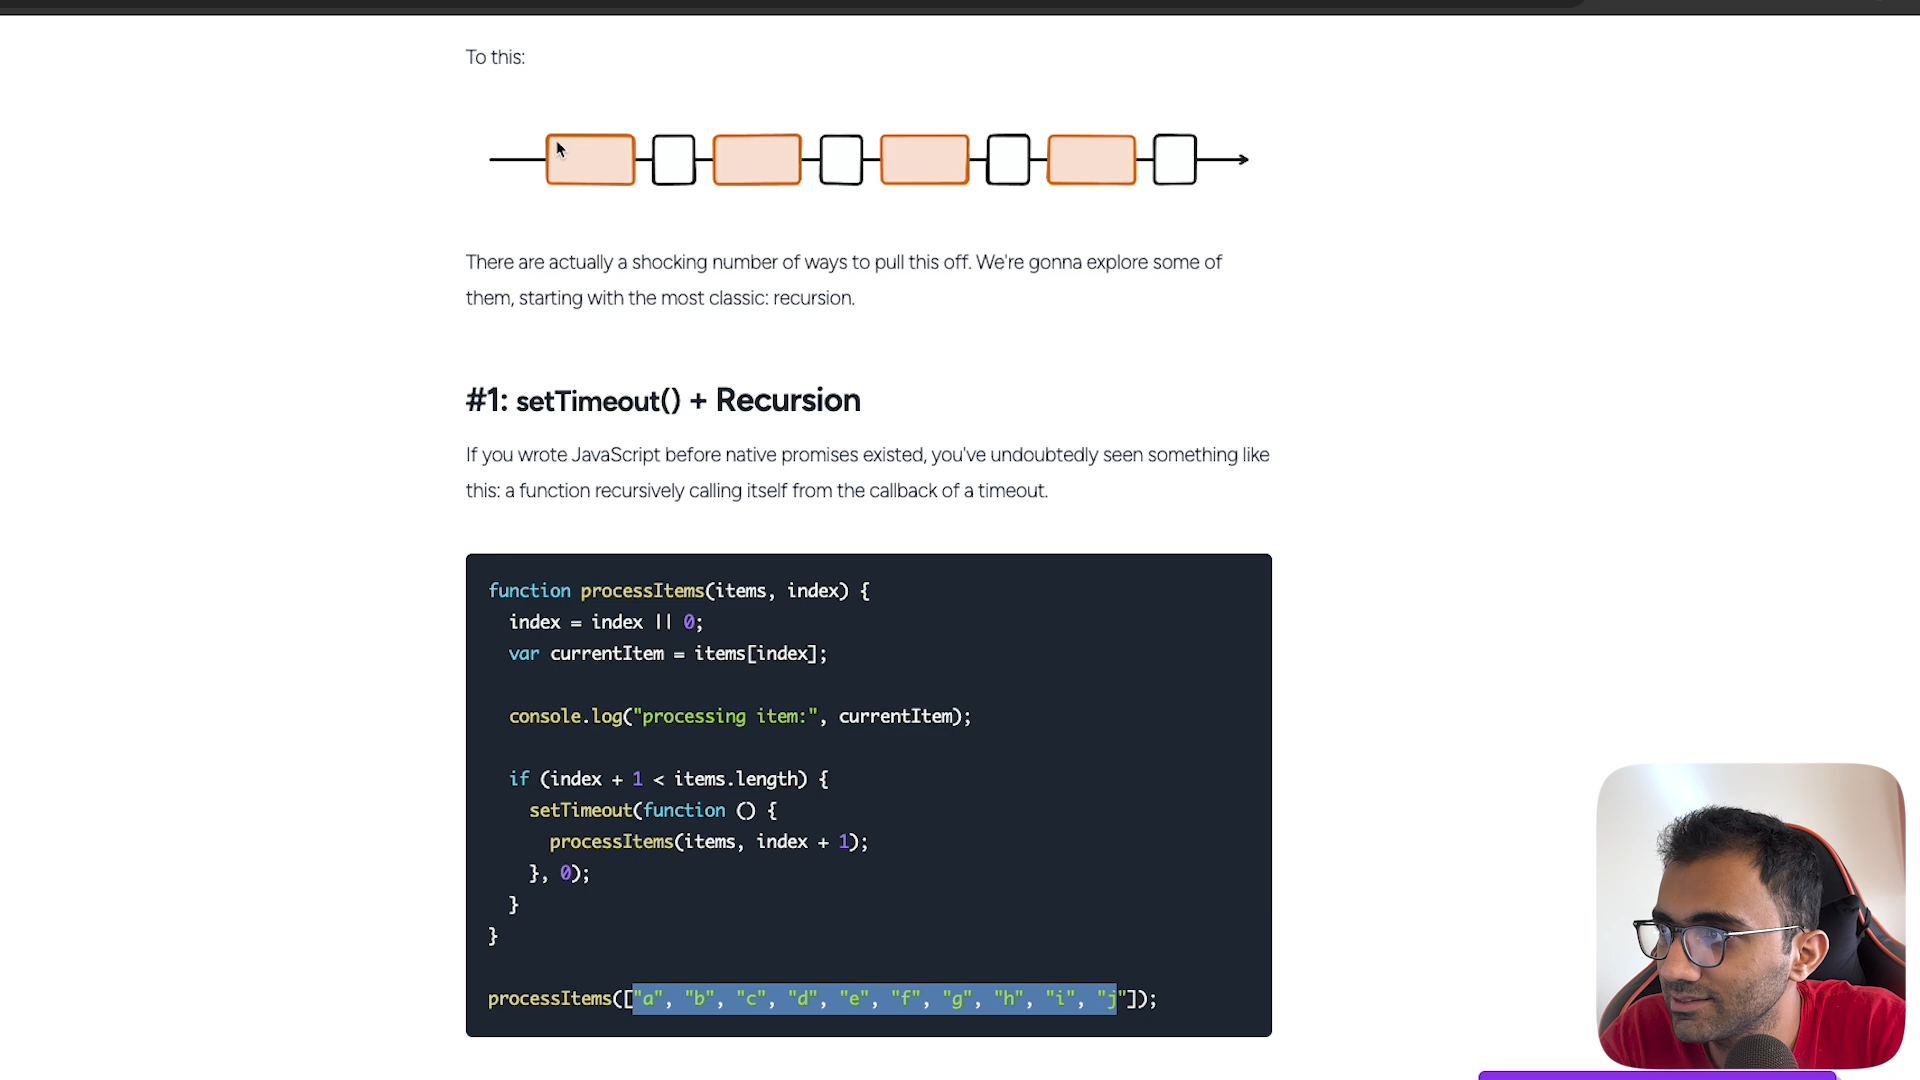 To this:
There are actually a shocking number of ways to pull this off. We're gonna explore some of
them, starting with the most classic: recursion.
#1: setTimeout() + Recursion
If you wrote JavaScript before native promises existed, you've undoubtedly seen something like
this: a function recursively calling itself from the callback of a timeout.
function processItems(items, index) {
  index = index || 0;
  var currentItem = items[index];
  console.log("processing item:", currentItem);
  if (index + 1 < items.length) {
    setTimeout(function () {
      processItems(items, index + 1);
    }, 0);
  }
}
processItems(["a", "b", "c", "d", "e", "f", "g", "h", "i", "j"]);